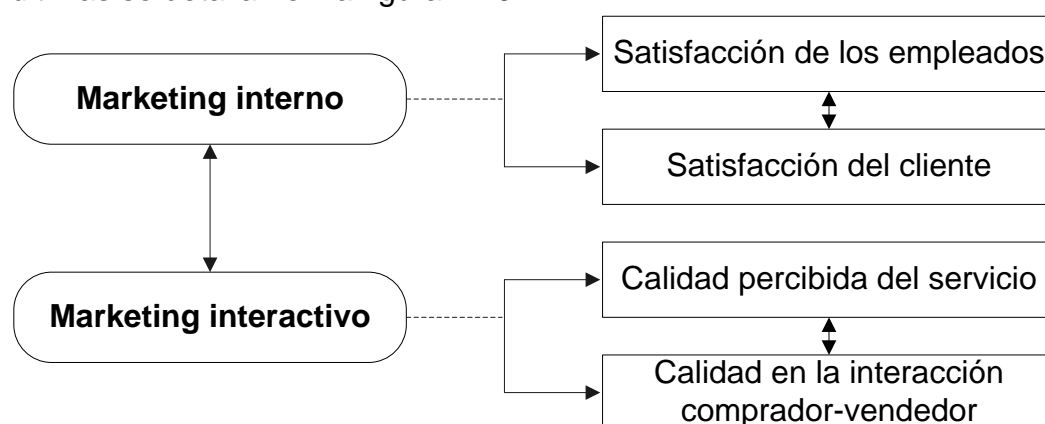 Satisfacción de los empleados
Marketing interno
Satisfacción del cliente
Calidad percibida del servicio
Marketing interactivo
Calidad en la interacción
comprador-vendedor